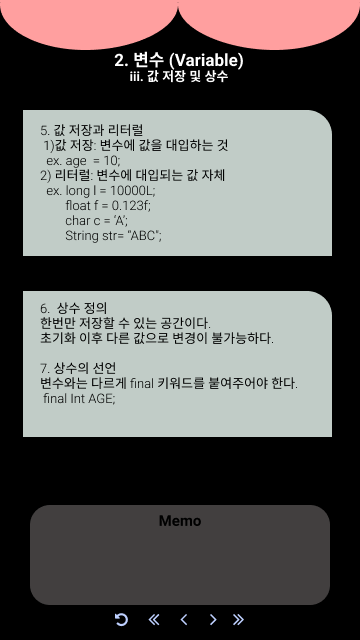 2. 변수 (Variable)
iii. 값 저장 및 상수
5. 값 저장과 리터럴
1)값 저장: 변수에 값을 대입하는 것
ex. age  = 10;
2) 리터럴: 변수에 대입되는 값 자체
ex. long l = 10000L;
float f = 0.123f;
char c = ‘A’;
String str= “ABC";
6.  상수 정의
한번만 저장할 수 있는 공간이다.
초기화 이후 다른 값으로 변경이 불가능하다.
7. 상수의 선언
변수와는 다르게 final 키워드를 붙여주어야 한다.
final Int AGE;
Memo